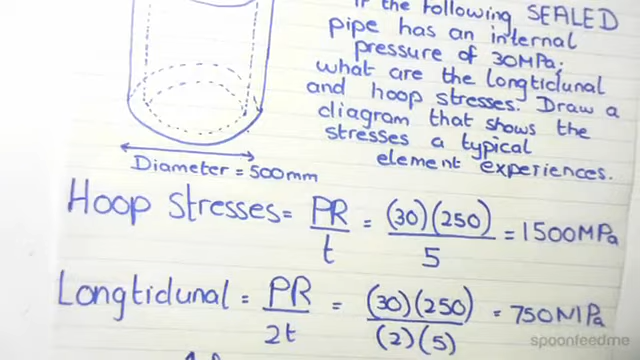 If the following SEALED
pipe has an internal
pressure of 30MPa;
what are the longtidunal
and hoop stresses. Draw a
diagram that shows the
stresses a typical
element experiences.
Diameter = 500mm
Hoop Stresses = PR/t = (30)(250)/5 = 1500MPa
Longtidunal = PR/2t = (30)(250)/(2)(5) = 750MPa
spoonfeedme